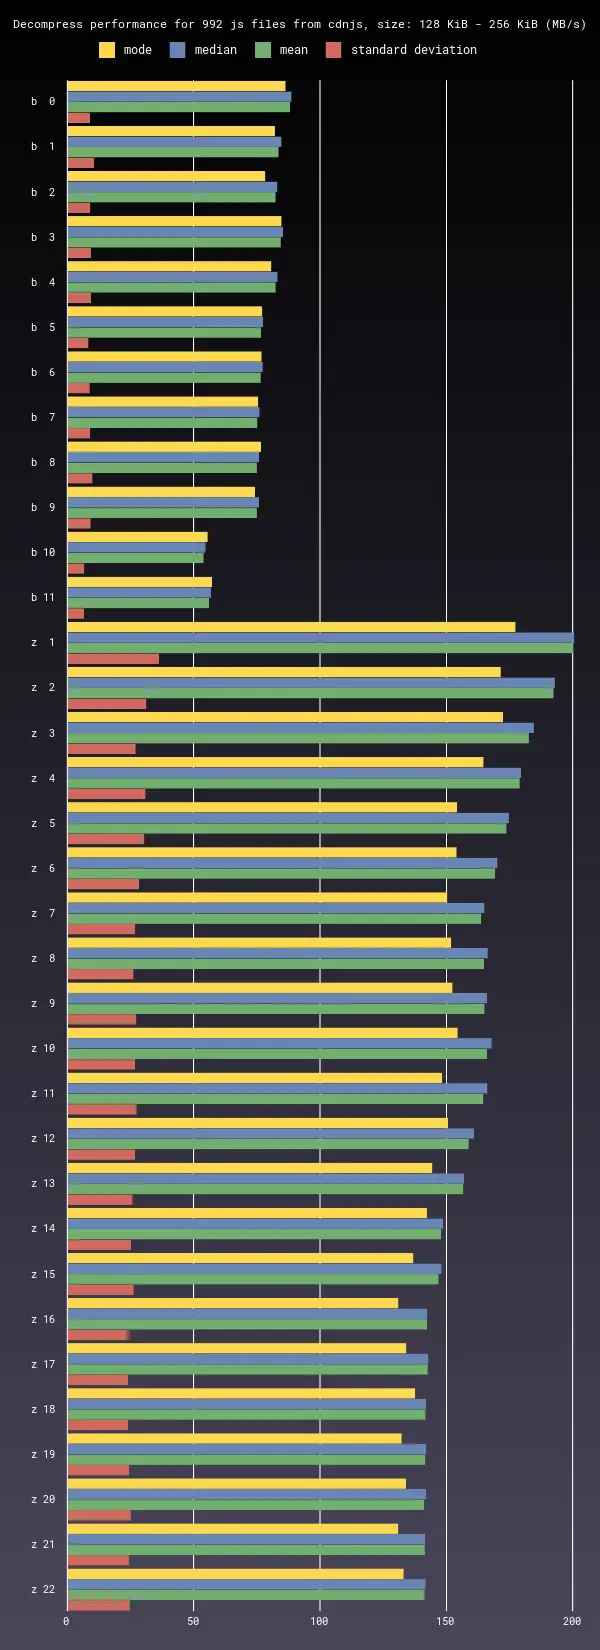 Decompress performance for 992 js files from cdnjs, size: 128 KiB - 256 KiB (MB/s)
mode median mean standard deviation
b 0
b 1
b 2
b 3
b 4
b 5
b 6
b 7
b 8
b 9
b 10
b 11
z 1
z 2
z 3
z 4
z 5
z 6
z 7
z 8
z 9
z 10
z 11
z 12
z 13
z 14
z 15
z 16
z 17
z 18
z 19
z 20
z 21
z 22
0 50 100 150 200